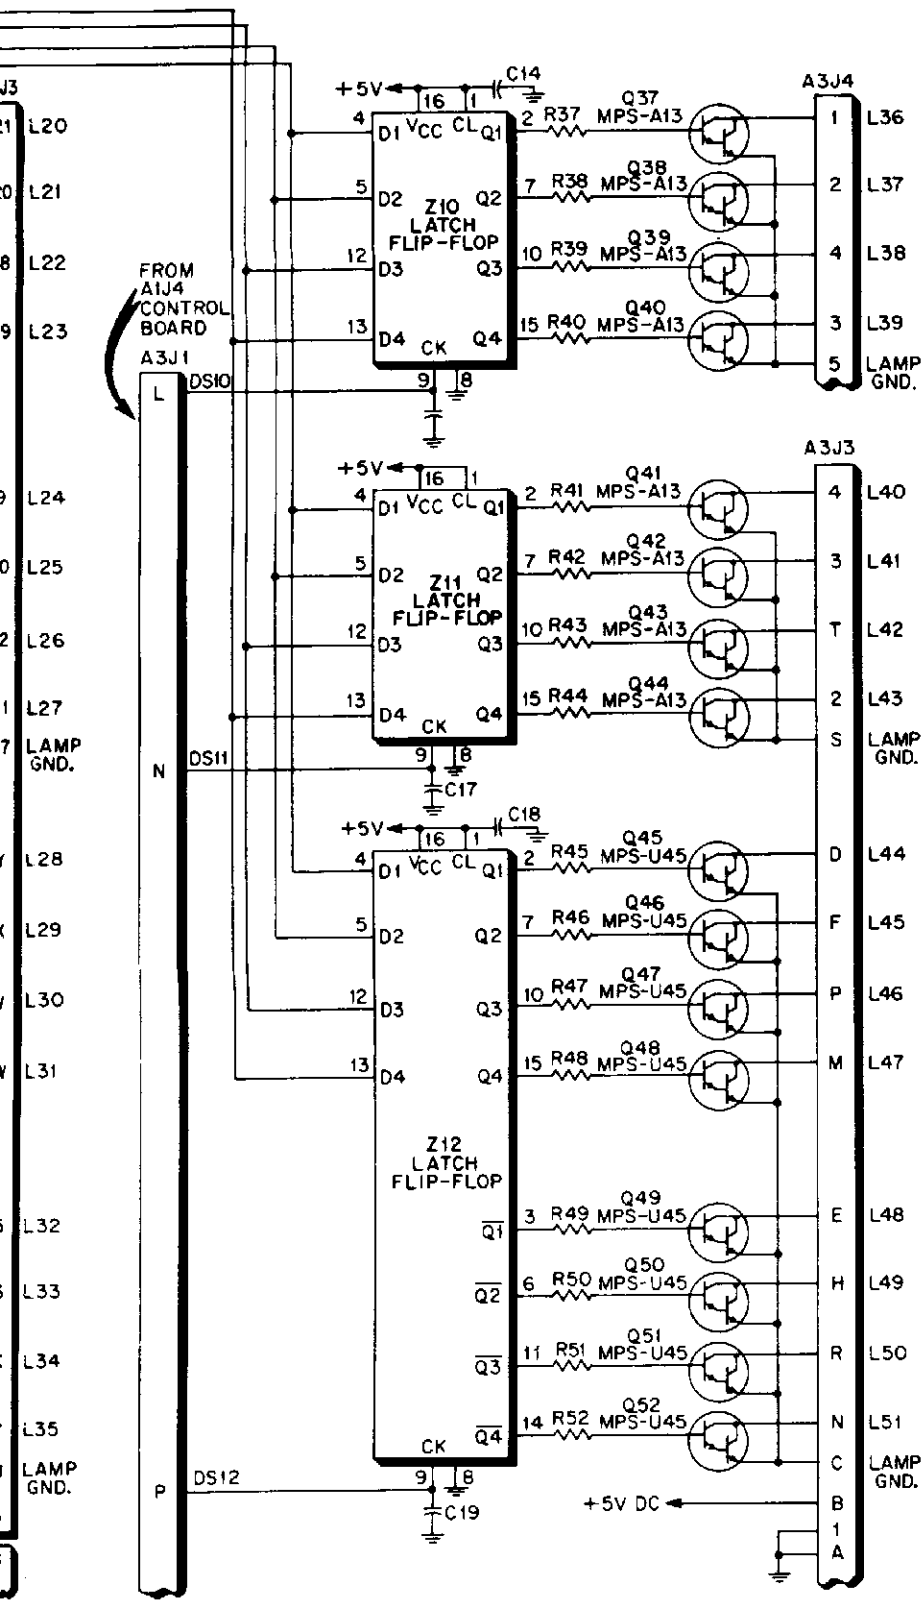 J3
21 L20
20 L21
8 L22
9 L23
9 L24
0 L25
2 L26
1 L27
7 LAMP
GND.
L28
X L29
L30
L31
L32
L33
L34
L35
LAMP
GND.
FROM
A1J4
CONTROL
BOARD
A3J1
L DS10
N DS11
P DS12
+5V
C14
16 1
4 D1 VCC CL Q1 2 R37 Q37
MPS-A13
5 D2 Q2 7 R38 Q38
MPS-A13
Z10
LATCH
FLIP-FLOP
12 D3 Q3 10 R39 Q39
MPS-A13
13 D4 CK Q4 15 R40 Q40
MPS-A13
9 8
A3J4
1 L36
2 L37
4 L38
3 L39
5 LAMP
GND.
+5V
16 1
4 D1 VCC CL Q1 2 R41 Q41
MPS-A13
5 D2 Q2 7 R42 Q42
MPS-A13
Z11
LATCH
FLIP-FLOP
12 D3 Q3 10 R43 Q43
MPS-A13
13 D4 CK Q4 15 R44 Q44
MPS-A13
9 8
C17
A3J3
4 L40
3 L41
T L42
2 L43
S LAMP
GND.
+5V
C18
16 1
4 D1 VCC CL Q1 2 R45 Q45
MPS-U45
5 D2 Q2 7 R46 Q46
MPS-U45
12 D3 Q3 10 R47 Q47
MPS-U45
13 D4 Q4 15 R48 Q48
MPS-U45
Z12
LATCH
FLIP-FLOP
Q1 3 R49 Q49
MPS-U45
Q2 6 R50 Q50
MPS-U45
Q3 11 R51 Q51
MPS-U45
Q4 14 R52 Q52
MPS-U45
CK
9 8
C19
D L44
F L45
P L46
M L47
E L48
H L49
R L50
N L51
C LAMP
GND.
+5V DC B
1
A